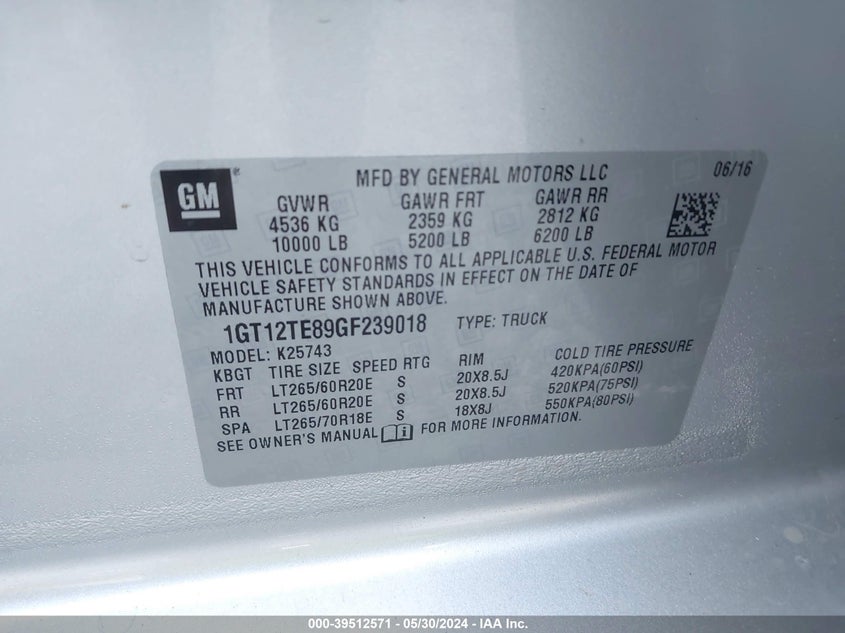 GM
MFD BY GENERAL MOTORS LLC 06/16
GVWR GAWR FRT GAWR RR
4536 KG 2359 KG 2812 KG
10000 LB 5200 LB 6200 LB
THIS VEHICLE CONFORMS TO ALL APPLICABLE U.S. FEDERAL MOTOR
VEHICLE SAFETY STANDARDS IN EFFECT ON THE DATE OF
MANUFACTURE SHOWN ABOVE.
1GT12TE89GF239018 TYPE: TRUCK
MODEL: K25743
KBGT TIRE SIZE SPEED RTG RIM COLD TIRE PRESSURE
FRT LT265/60R20E S 20X8.5J 420KPA(60PSI)
RR LT265/60R20E S 20X8.5J 520KPA(75PSI)
SPA LT265/70R18E S 18X8J 550KPA(80PSI)
SEE OWNER'S MANUAL FOR MORE INFORMATION.
000-39512571 - 05/30/2024 - IAA Inc.